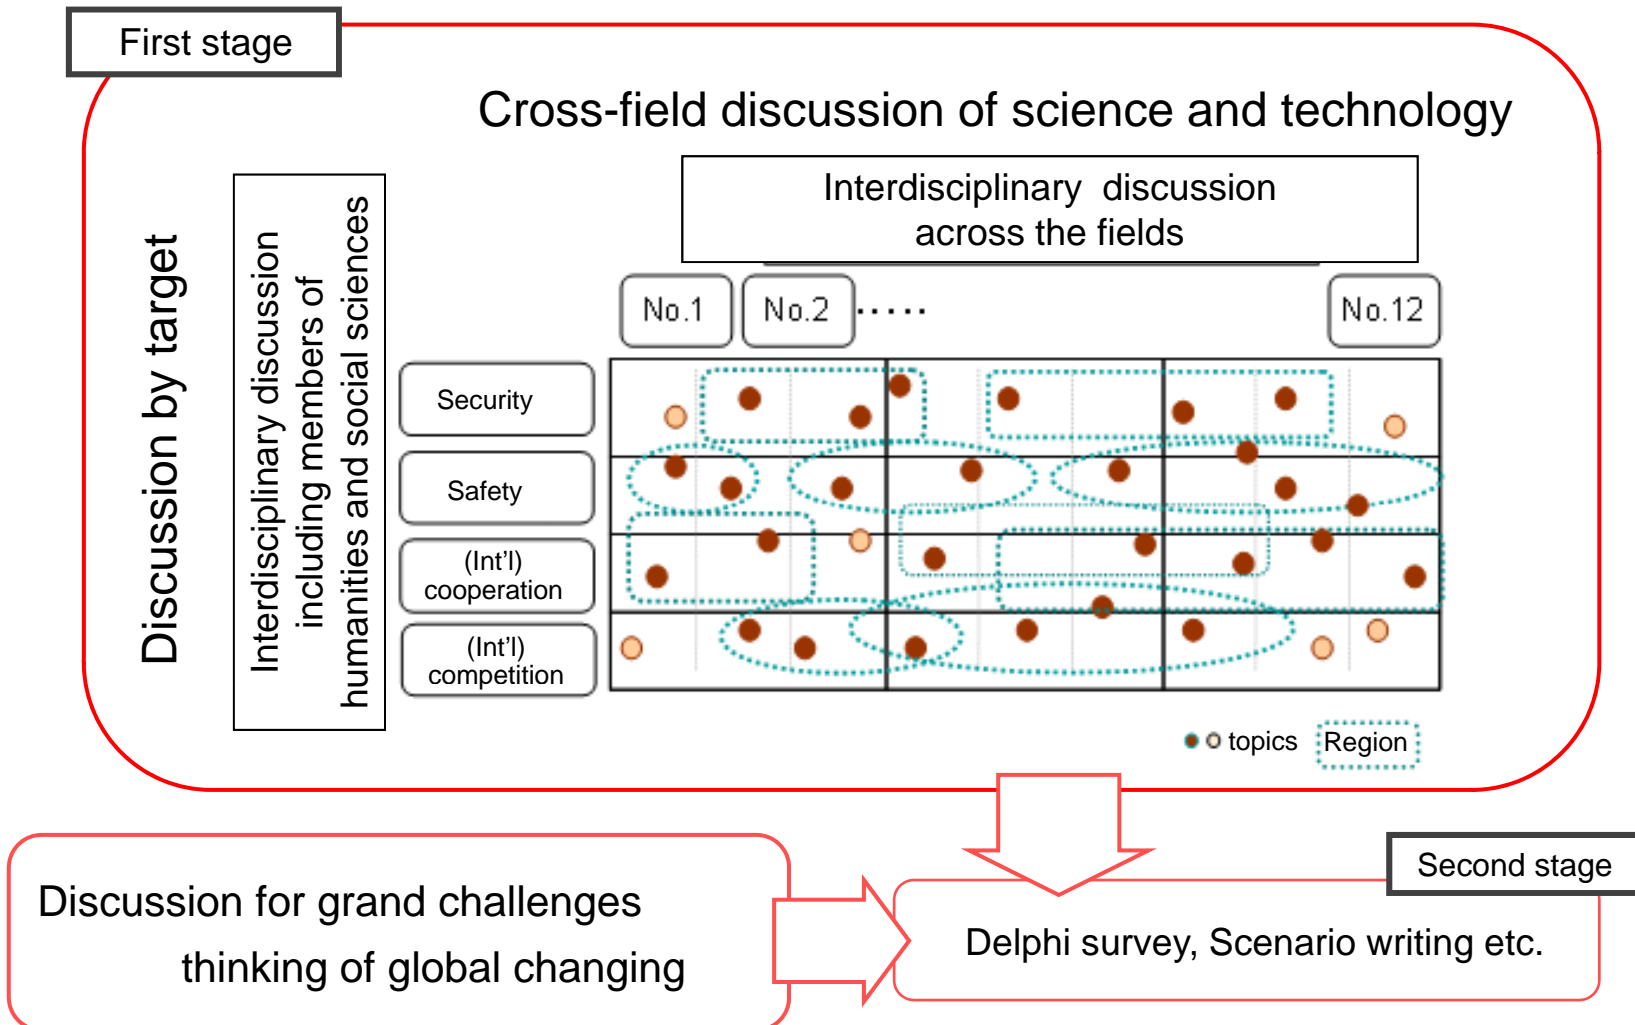 First stage
Cross-field discussion of science and technology
Interdisciplinary discussion
across the fields
Discussion by target
Interdisciplinary discussion
including members of
humanities and social sciences
No.1
No.2
.....
No.12
Security
Safety
(Int'l)
cooperation
(Int'l)
competition
topics
Region
Second stage
Discussion for grand challenges
thinking of global changing
Delphi survey, Scenario writing etc.